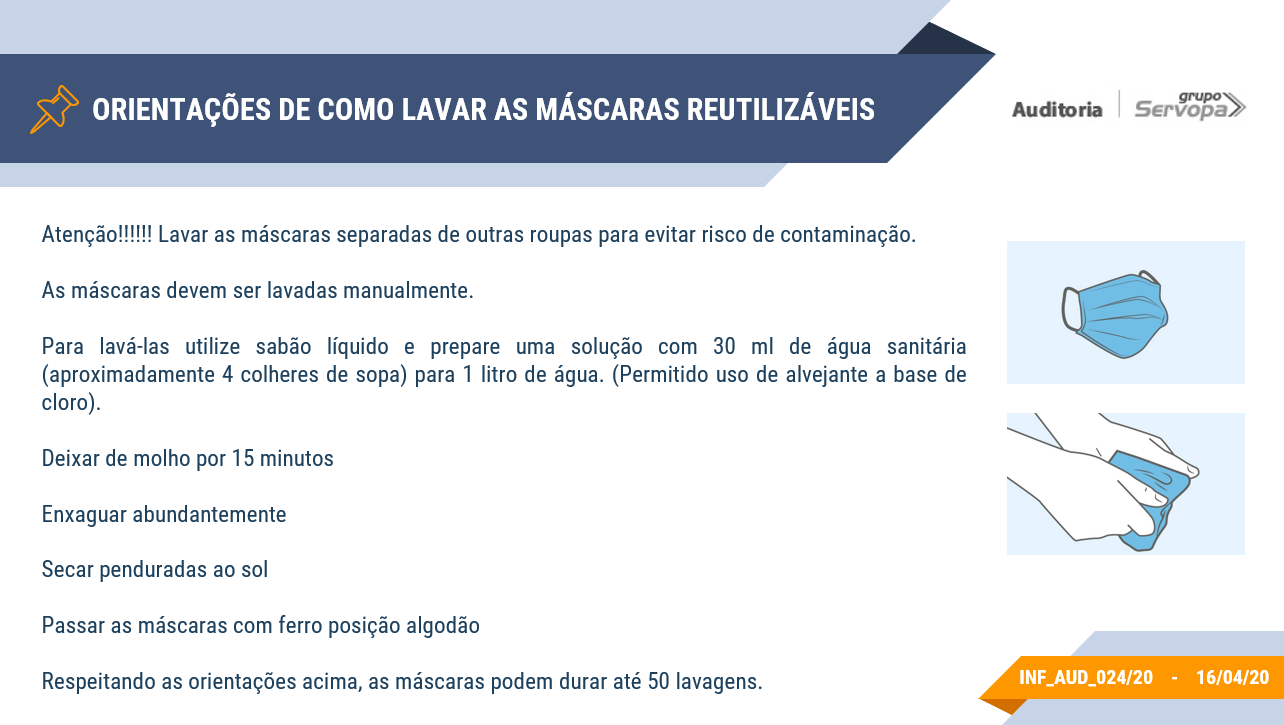 ORIENTAÇÕES DE COMO LAVAR AS MÁSCARAS REUTILIZÁVEIS
Auditoria
grupo
Servopa
Atenção!!!!!! Lavar as máscaras separadas de outras roupas para evitar risco de contaminação.
As máscaras devem ser lavadas manualmente.
Para lavá-las utilize sabão líquido e prepare uma solução com 30 ml de água sanitária
(aproximadamente 4 colheres de sopa) para 1 litro de água. (Permitido uso de alvejante a base de
cloro).
Deixar de molho por 15 minutos
Enxaguar abundantemente
Secar penduradas ao sol
Passar as máscaras com ferro posição algodão
Respeitando as orientações acima, as máscaras podem durar até 50 lavagens.
INF_AUD_024/20 - 16/04/20